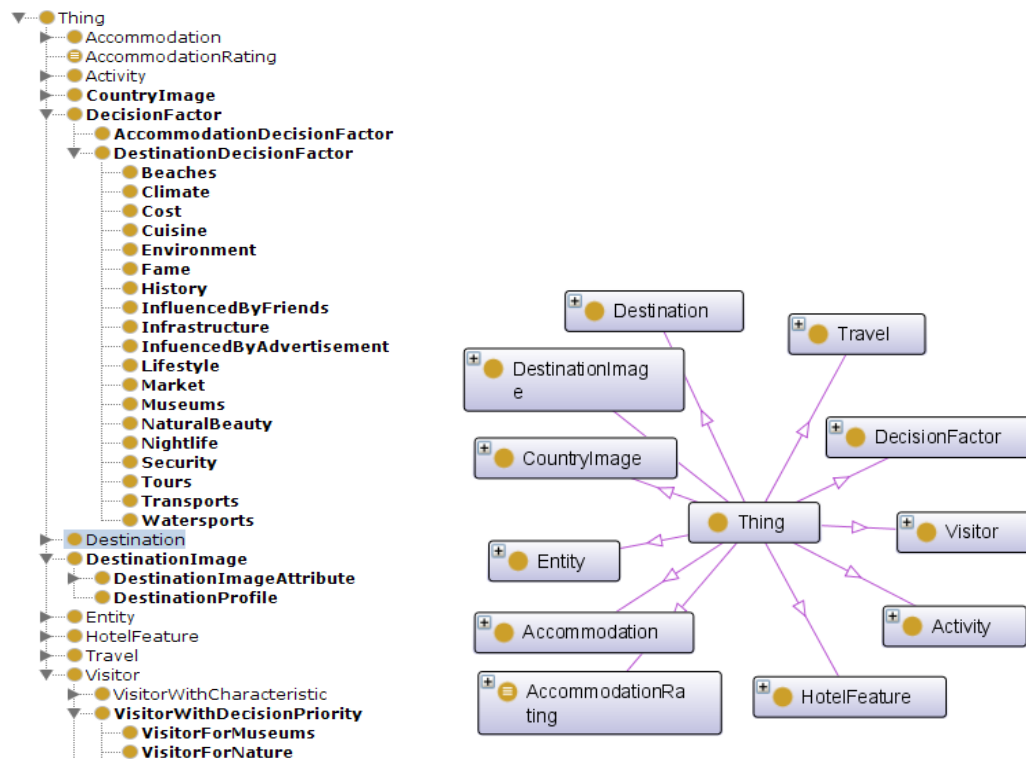 Thing
Accommodation
AccommodationRating
Activity
CountryImage
DecisionFactor
AccommodationDecisionFactor
DestinationDecisionFactor
Beaches
Climate
Cost
Cuisine
Environment
Fame
History
InfluencedByFriends
Infrastructure
InfuencedByAdvertisement
Lifestyle
Market
Museums
NaturalBeauty
Nightlife
Security
Tours
Transports
Watersports
Destination
DestinationImage
DestinationImageAttribute
DestinationProfile
Entity
HotelFeature
Travel
Visitor
VisitorWithCharacteristic
VisitorWithDecisionPriority
VisitorForMuseums
VisitorForNature
Destination
Travel
DestinationImag
e
DecisionFactor
CountryImage
Thing
Visitor
Entity
Accommodation
Activity
AccommodationRa
ting
HotelFeature